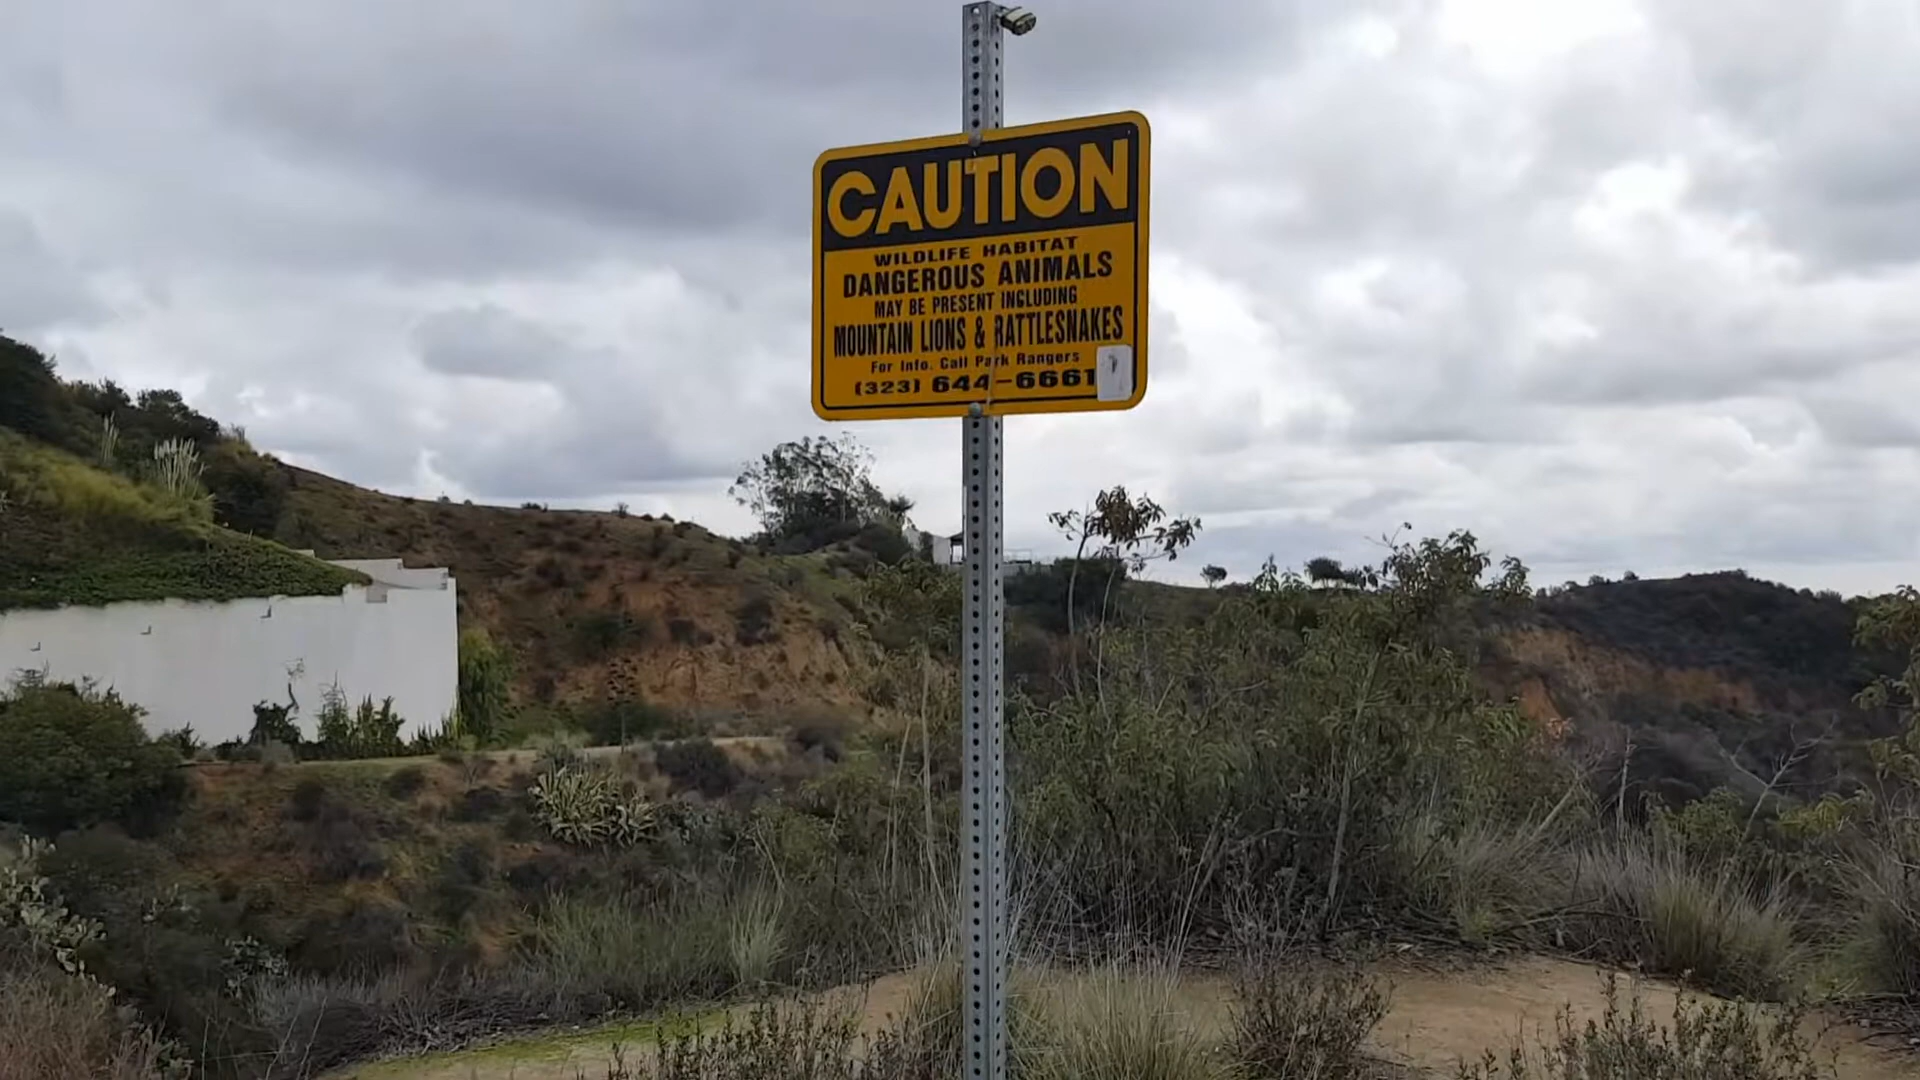 CAUTION
WILDLIFE HABITAT
DANGEROUS ANIMALS
MAY BE PRESENT INCLUDING
MOUNTAIN LIONS & RATTLESNAKES
For Info. Call Park Rangers
(323) 644-6661